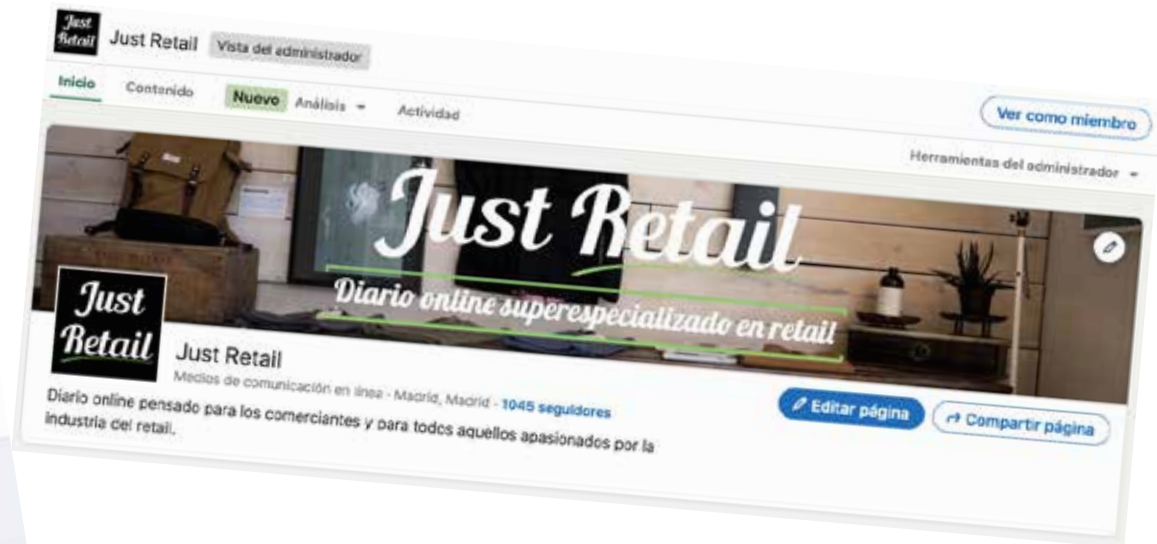 Just
Retail
Just Retail
Vista del administrador
Inicio
Contenido
Nuevo
Análisis
Actividad
Ver como miembro
Herramientas del administrador
Just Retail
Diario online superespecializado en retail
Just
Retail
Just Retail
Medios de comunicación en línea - Madrid, Madrid - 1045 seguidores
Diario online pensado para los comerciantes y para todos aquellos apasionados por la
industria del retail.
Editar página
Compartir página